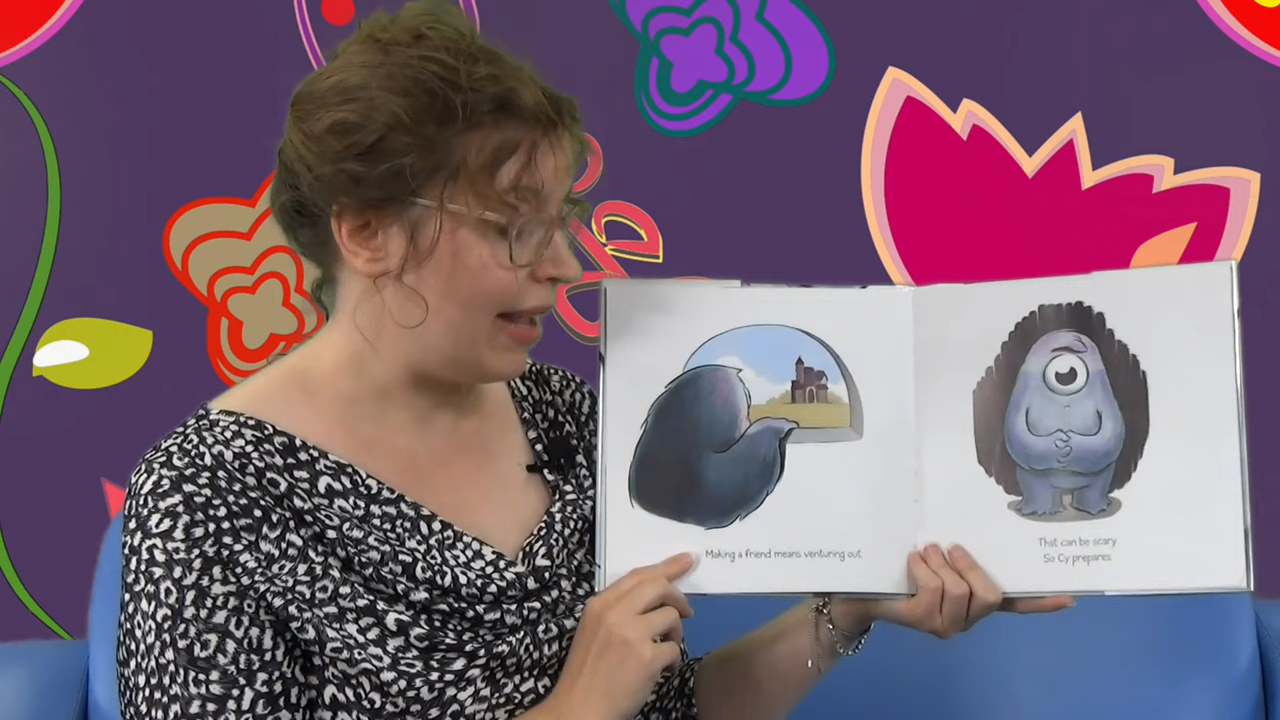 Making a friend means venturing out.
That can be scary
So Cy prepares.